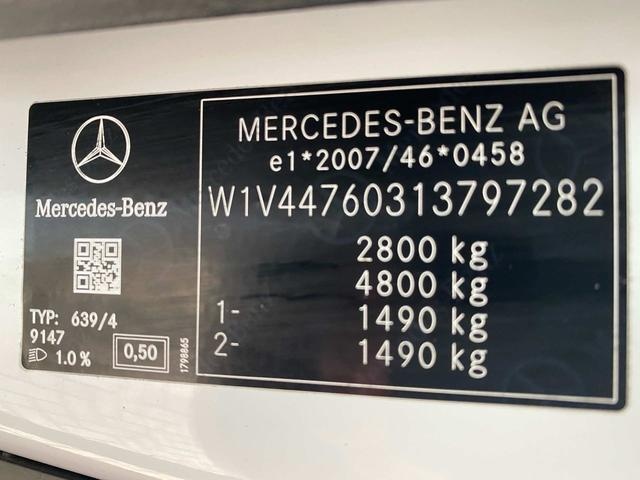 Mercedes-Benz
TYP: 639/4
9147
1.0 %
0,50
1798865
MERCEDES-BENZ AG
e1*2007/46*0458
W1V44760313797282
2800 kg
4800 kg
1- 1490 kg
2- 1490 kg